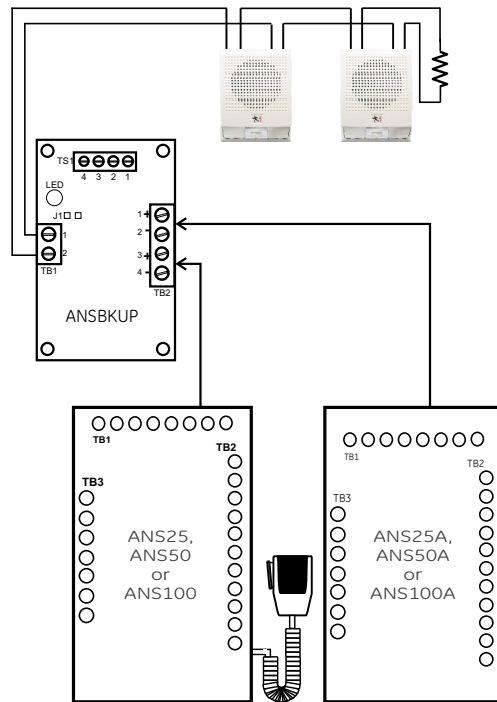 TS1
4 3 2 1
LED
J1
1
2
TB1
1 +
2 -
3 +
4 -
TB2
ANSBKUP
TB1
TB2
TB3
ANS25,
ANS50
or
ANS100
TB1
TB2
TB3
ANS25A,
ANS50A
or
ANS100A